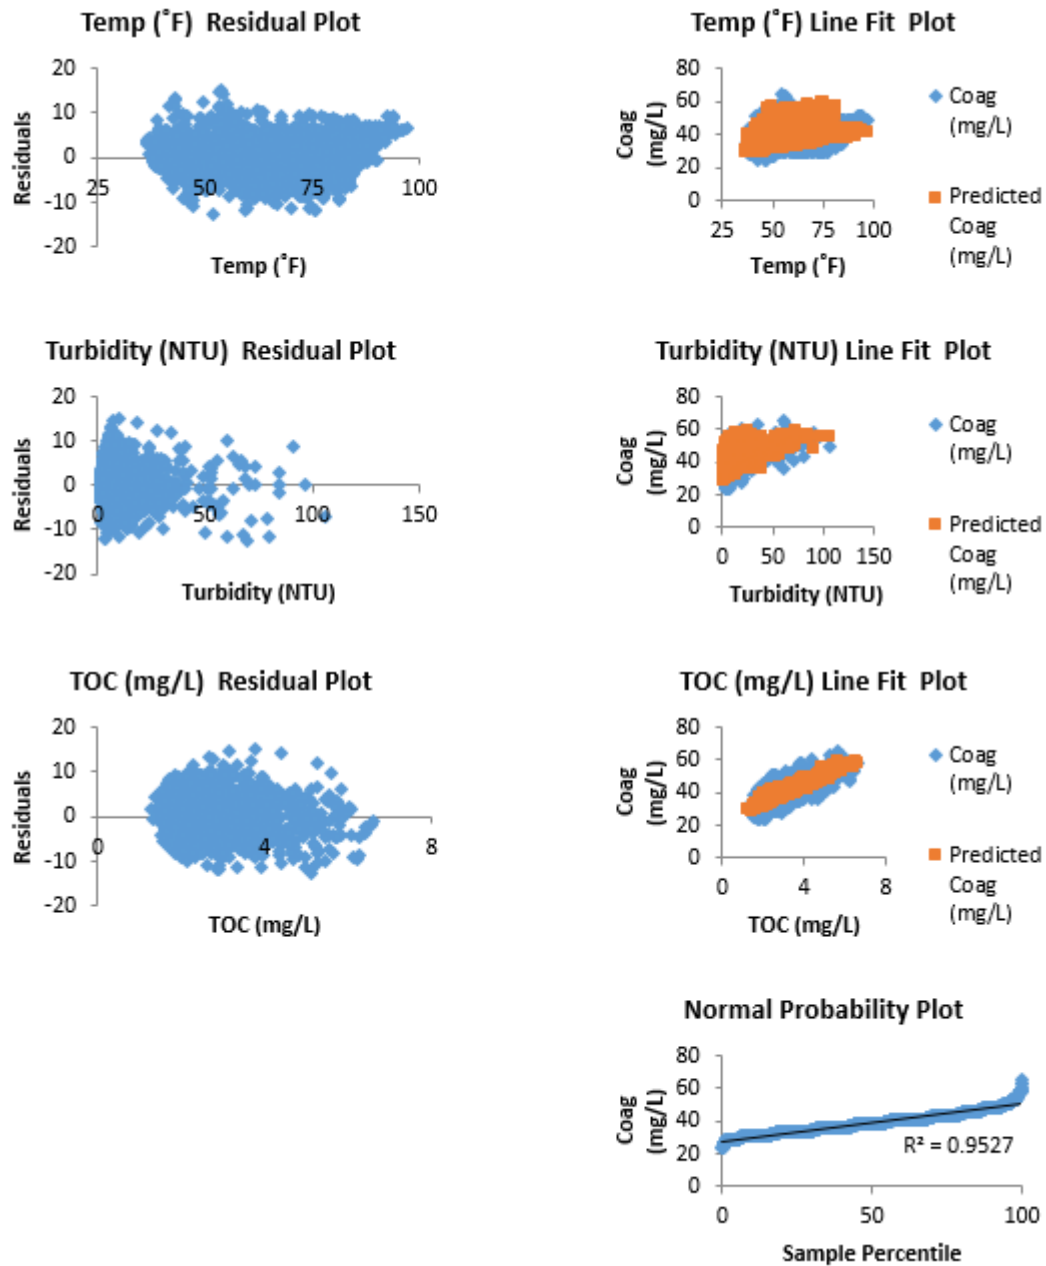 Temp (˚F)  Residual Plot
20
10
0
-10
-20
25
50
75
100
Residuals
Temp (˚F)
Temp (˚F) Line Fit  Plot
80
60
40
20
0
25
50
75
100
Coag
(mg/L)
Temp (˚F)
Coag
(mg/L)
Predicted
Coag
(mg/L)
Turbidity (NTU)  Residual Plot
20
10
0
-10
-20
0
50
100
150
Residuals
Turbidity (NTU)
Turbidity (NTU) Line Fit  Plot
80
60
40
20
0
0
50
100
150
Coag
(mg/L)
Turbidity (NTU)
Coag
(mg/L)
Predicted
Coag
(mg/L)
TOC (mg/L)  Residual Plot
20
10
0
-10
-20
0
4
8
Residuals
TOC (mg/L)
TOC (mg/L) Line Fit  Plot
80
60
40
20
0
0
4
8
Coag
(mg/L)
TOC (mg/L)
Coag
(mg/L)
Predicted
Coag
(mg/L)
Normal Probability Plot
80
60
40
20
0
0
50
100
Coag
(mg/L)
R² = 0.9527
Sample Percentile